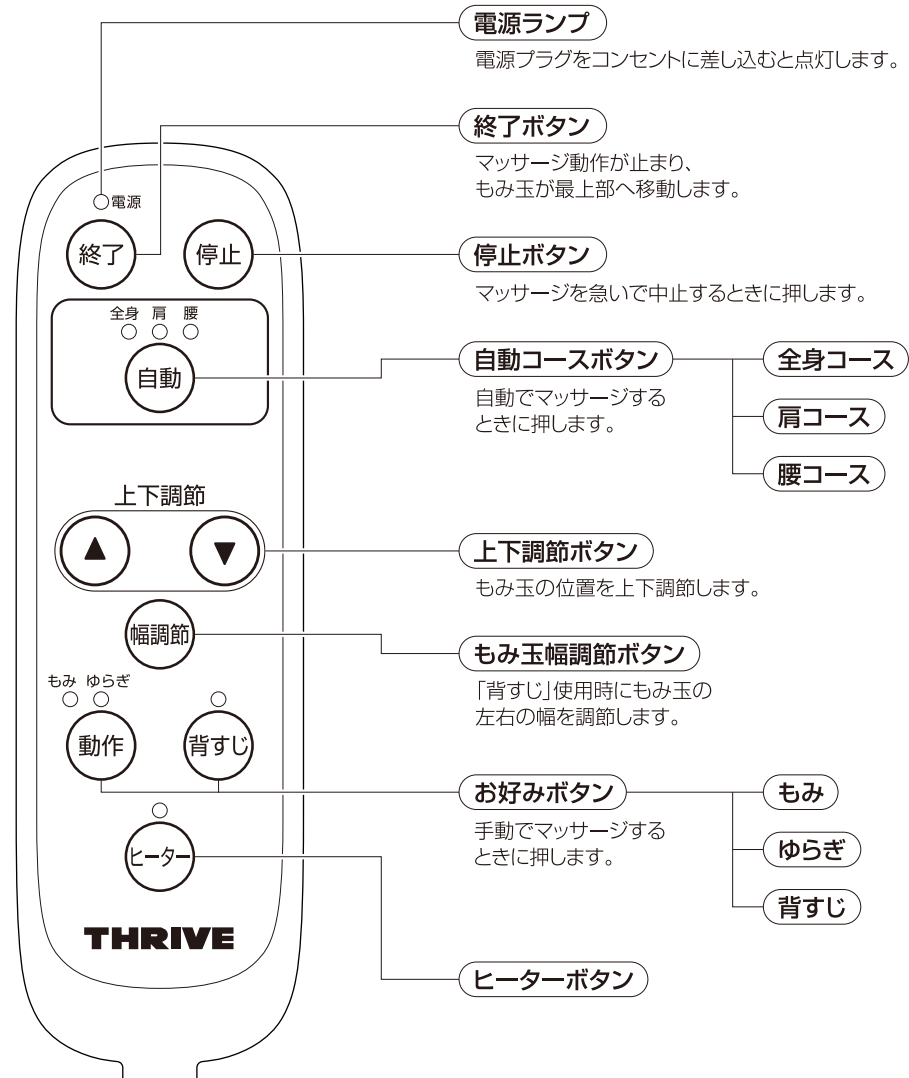 電源ランプ
電源プラグをコンセントに差し込むと点灯します。
終了ボタン
マッサージ動作が止まり、
もみ玉が最上部へ移動します。
停止ボタン
マッサージを急いで中止するときに押します。
自動コースボタン
自動でマッサージする
ときに押します。
全身コース
肩コース
腰コース
上下調節ボタン
もみ玉の位置を上下調節します。
もみ玉幅調節ボタン
「背すじ」使用時にもみ玉の
左右の幅を調節します。
お好みボタン
手動でマッサージする
ときに押します。
もみ
ゆらぎ
背すじ
ヒーターボタン
電源
終了 停止
全身 肩 腰
自動
上下調節
▲ ▼
幅調節
もみ ゆらぎ
動作 背すじ
ヒーター
THRIVE